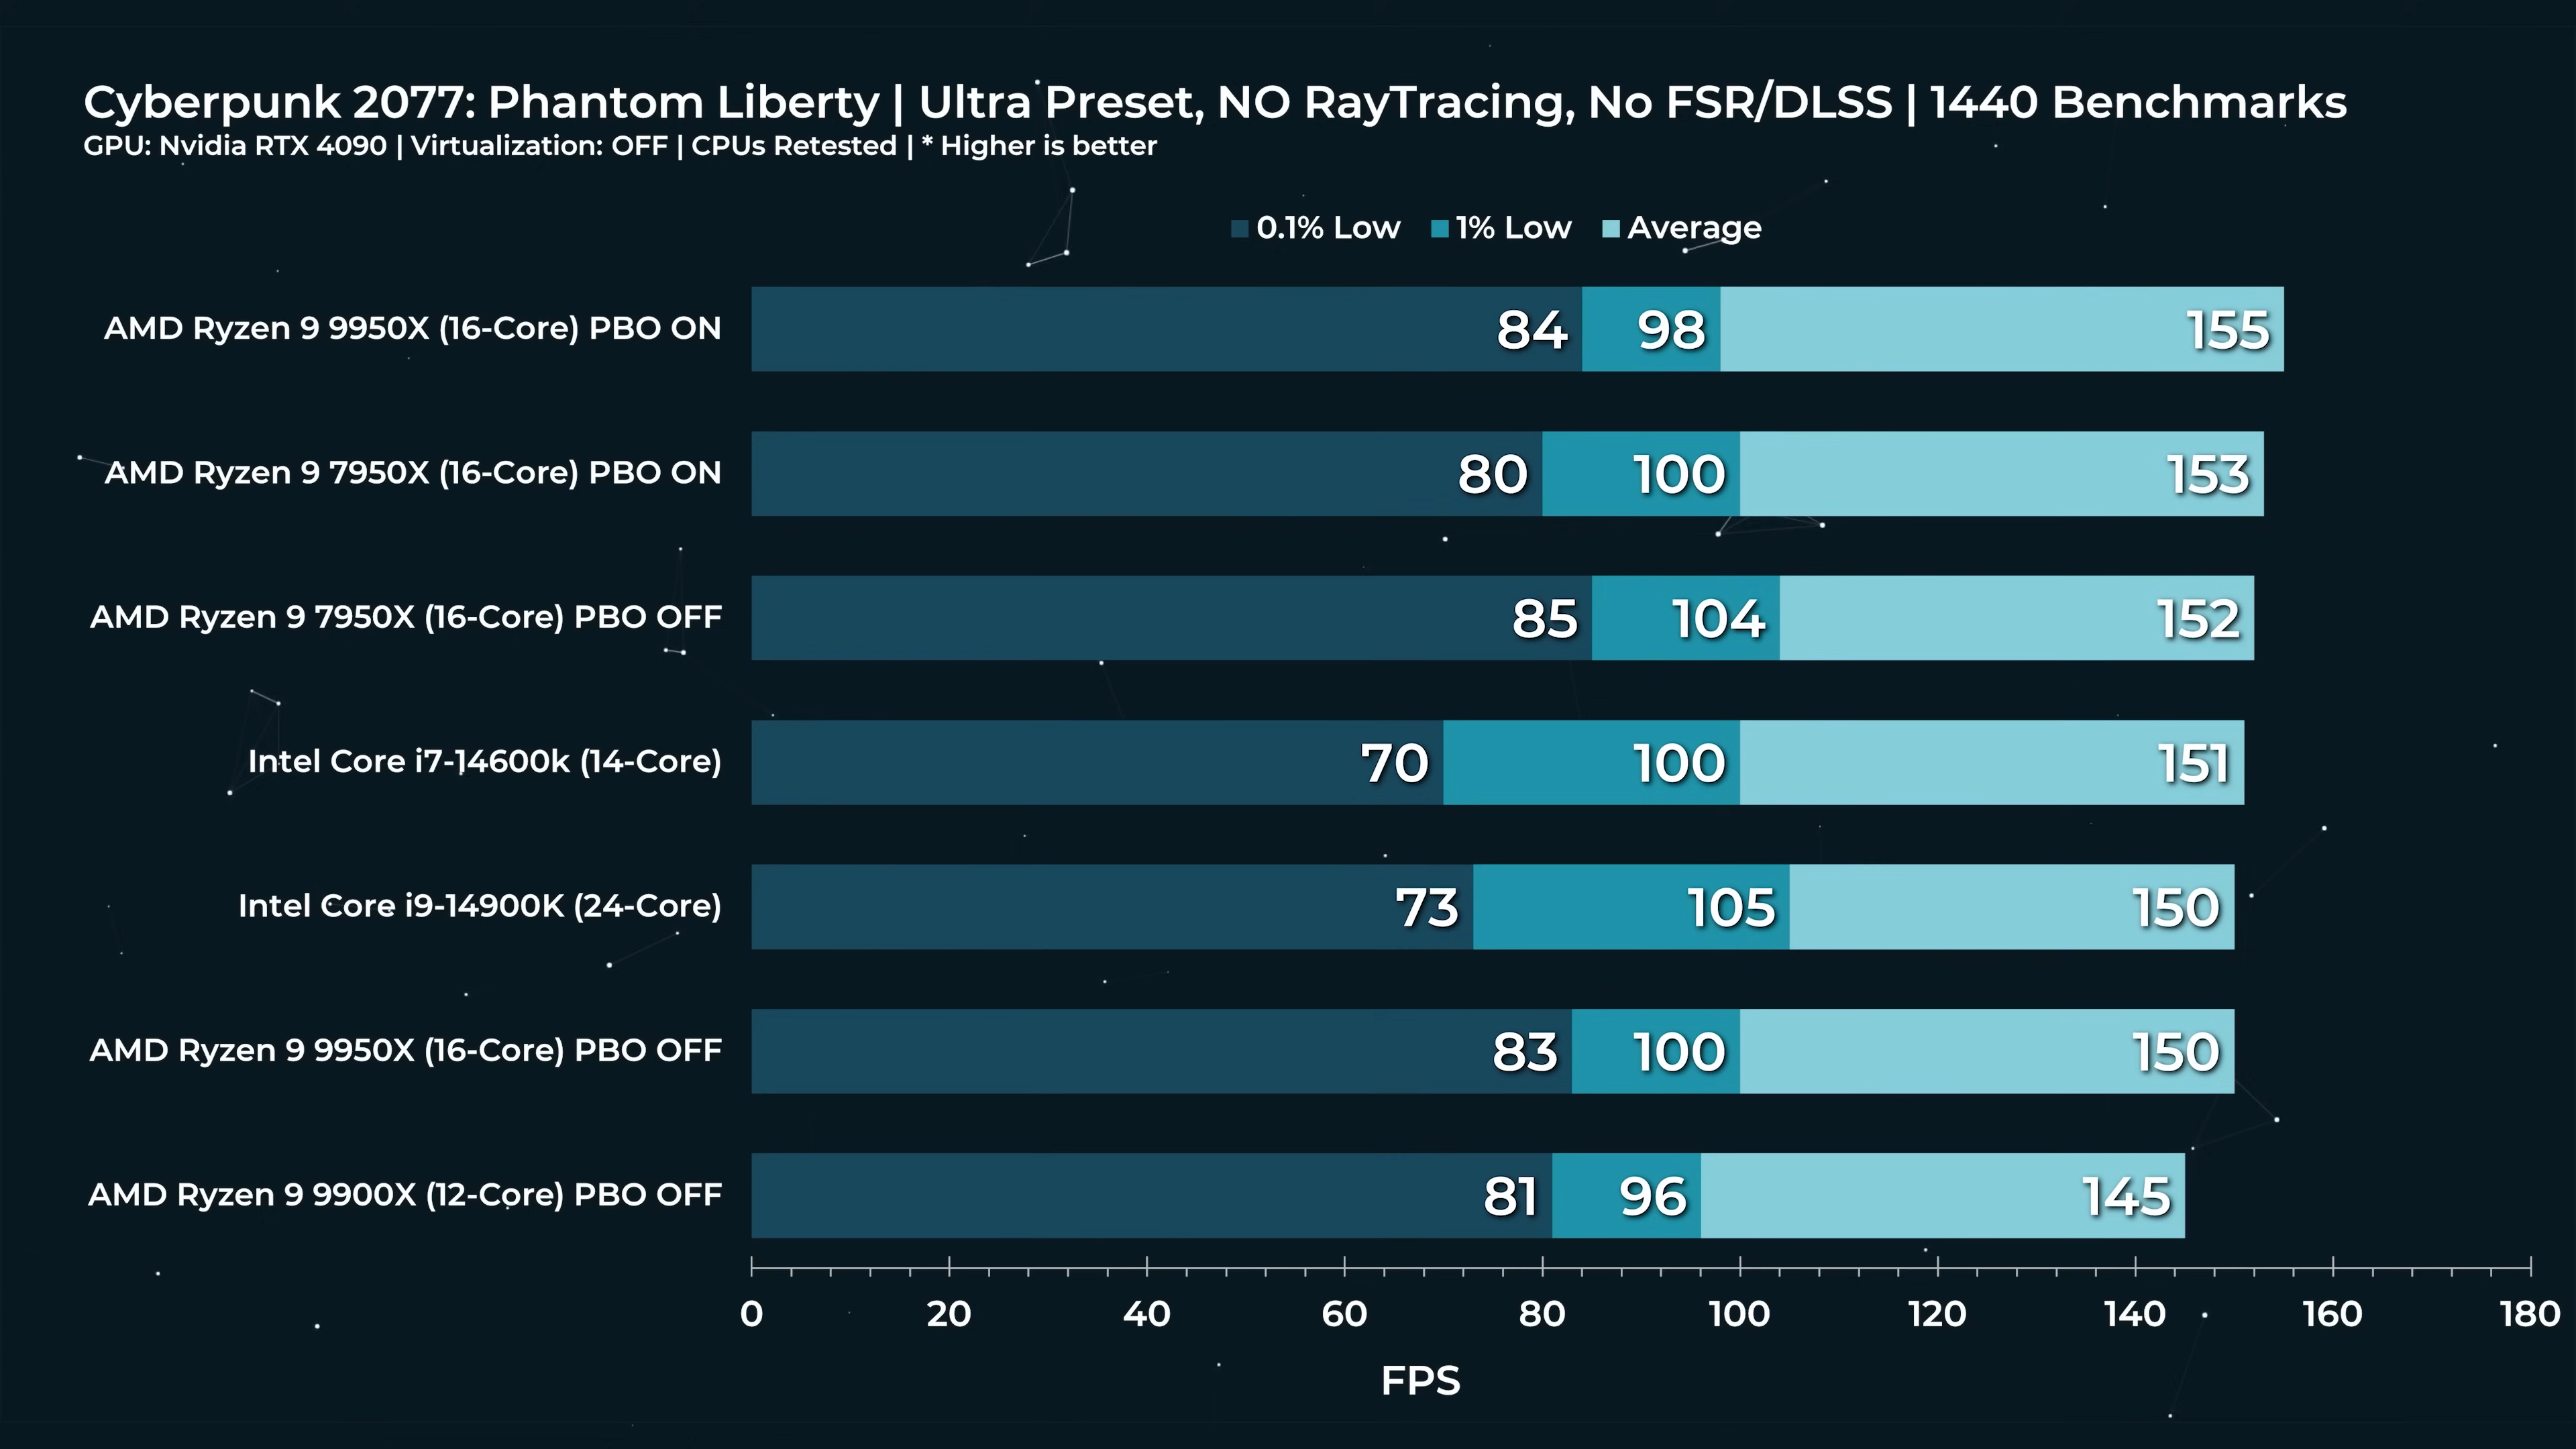 Cyberpunk 2077: Phantom Liberty | Ultra Preset, NO RayTracing, No FSR/DLSS | 1440 Benchmarks
GPU: Nvidia RTX 4090 | Virtualization: OFF | CPUs Retested | * Higher is better
0.1% Low 1% Low Average
AMD Ryzen 9 9950X (16-Core) PBO ON 84 98 155
AMD Ryzen 9 7950X (16-Core) PBO ON 80 100 153
AMD Ryzen 9 7950X (16-Core) PBO OFF 85 104 152
Intel Core i7-14600k (14-Core) 70 100 151
Intel Core i9-14900K (24-Core) 73 105 150
AMD Ryzen 9 9950X (16-Core) PBO OFF 83 100 150
AMD Ryzen 9 9900X (12-Core) PBO OFF 81 96 145
0 20 40 60 80 100 120 140 160 180
FPS